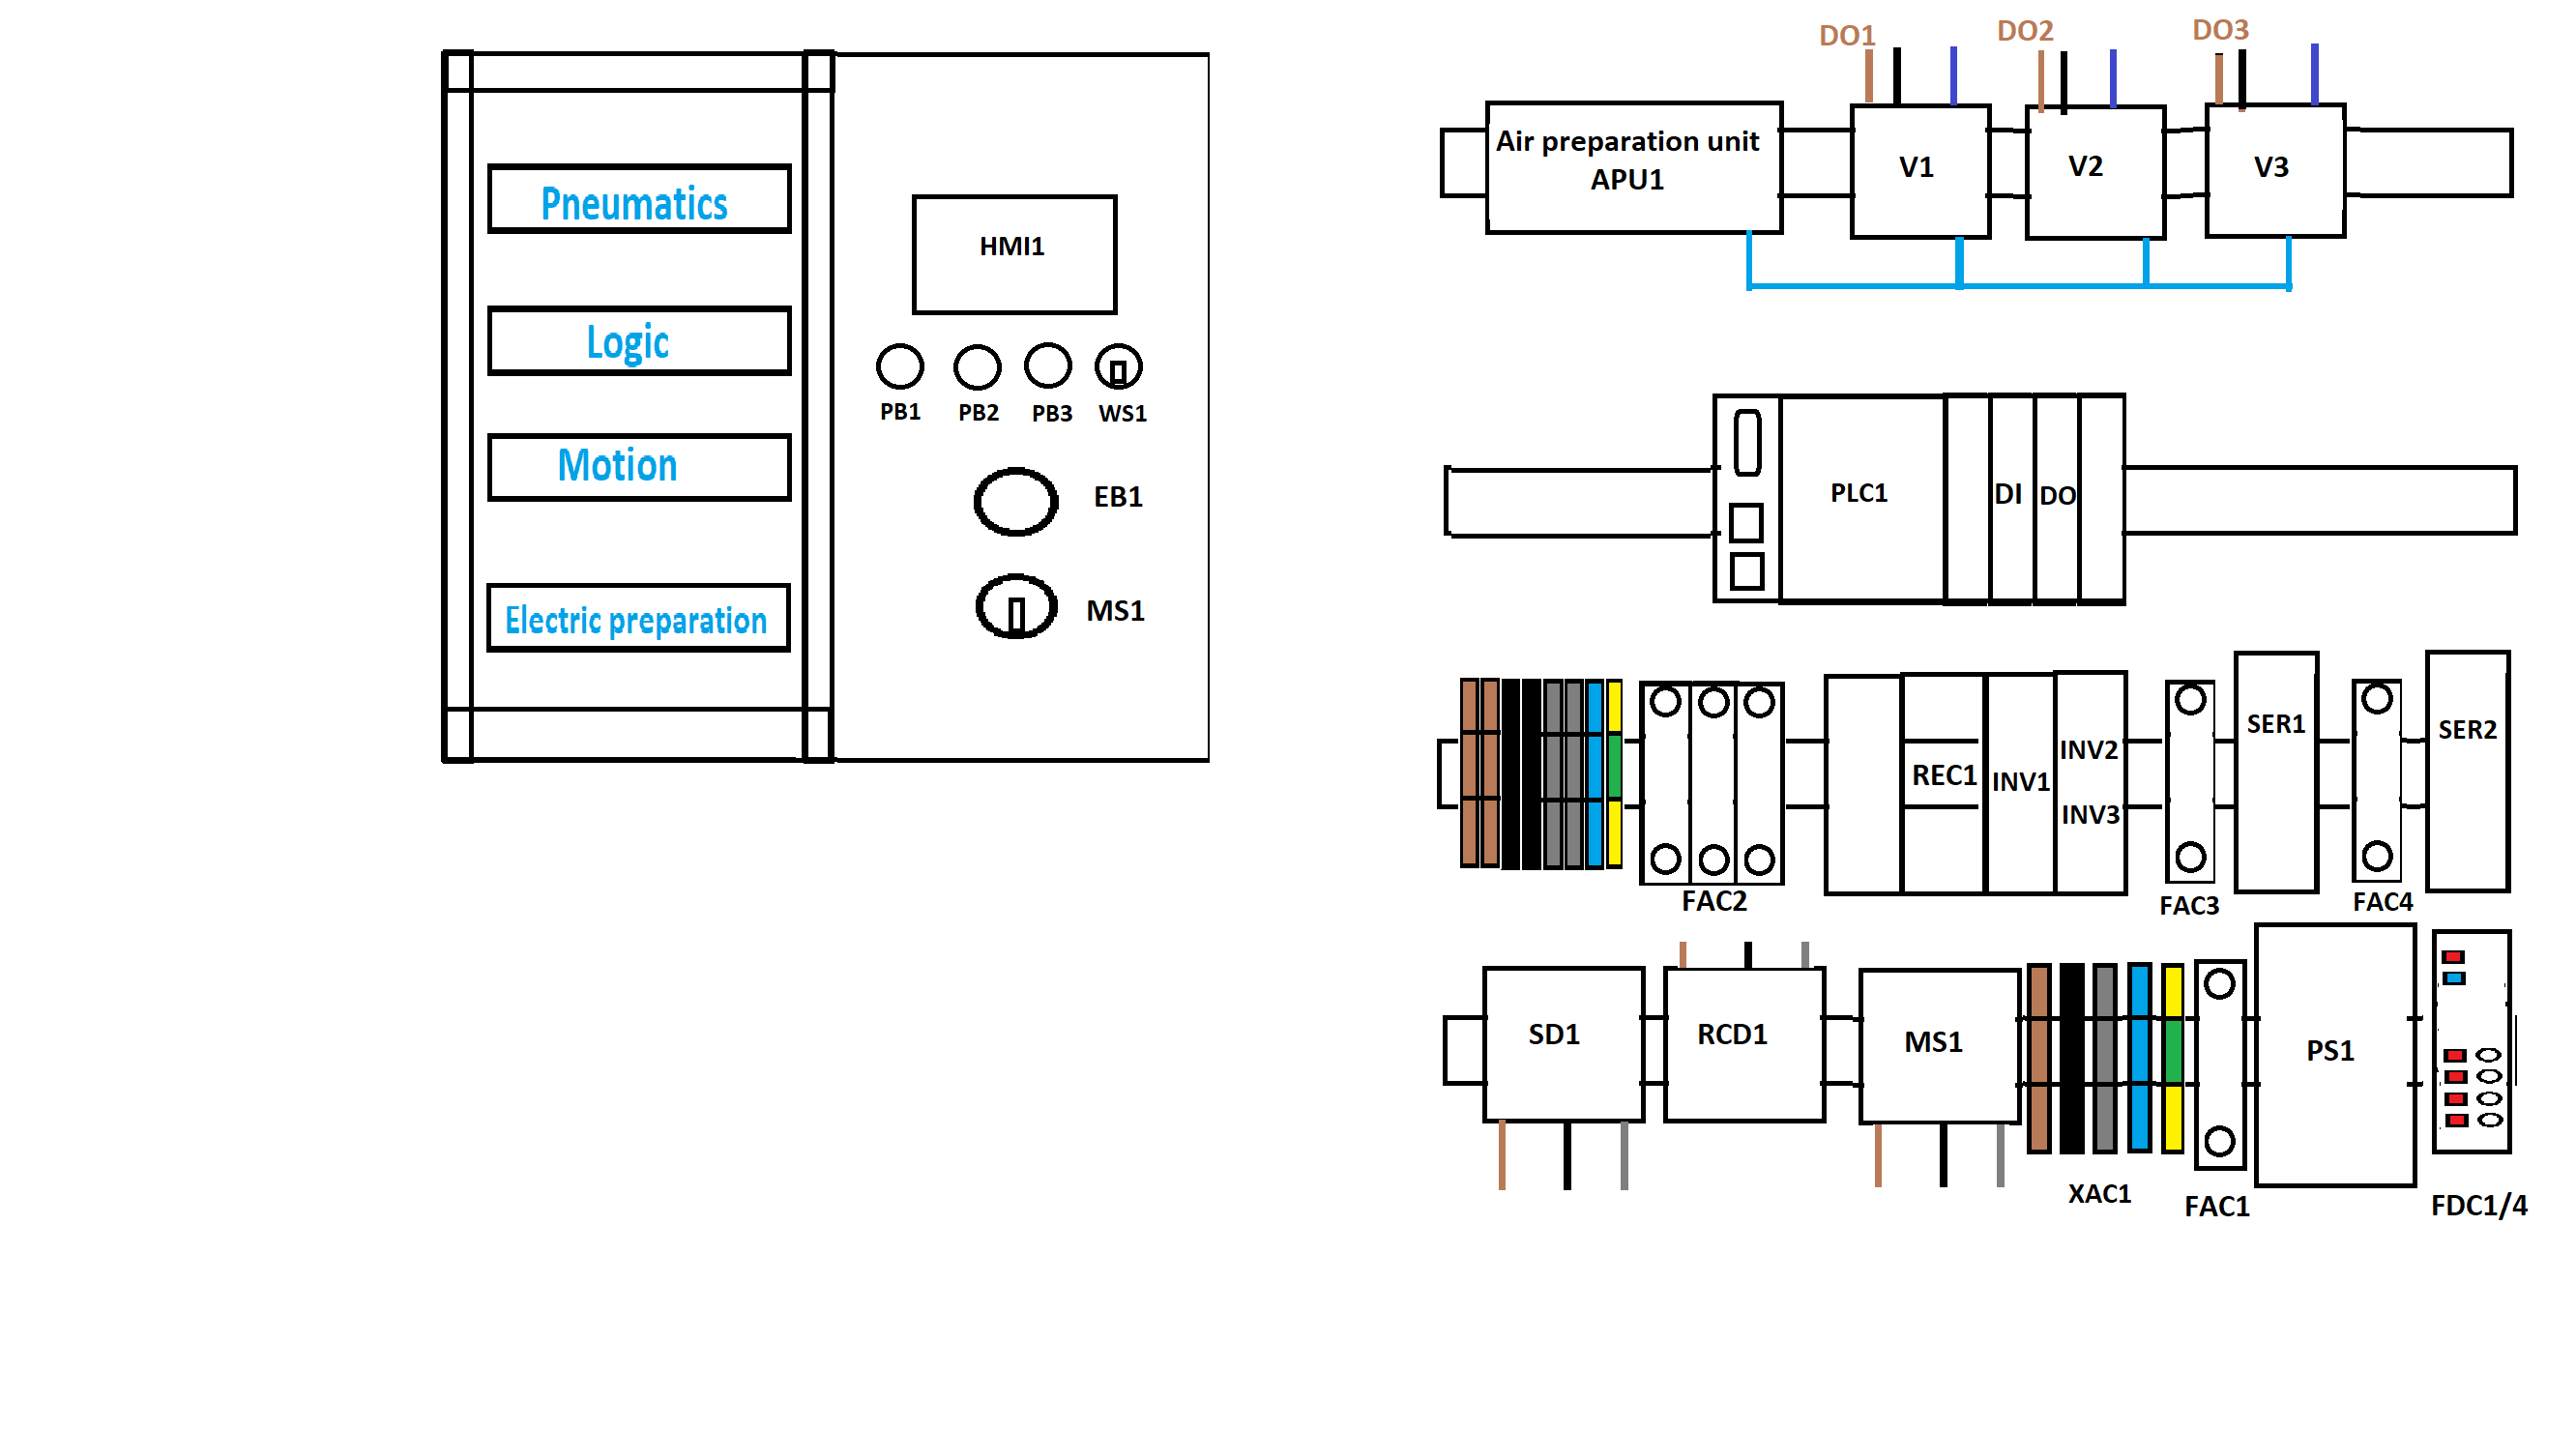 Pneumatics
Logic
Motion
Electric preparation
HMI1
PB1 PB2 PB3 WS1
EB1
MS1
DO1 DO2 DO3
Air preparation unit
APU1
V1 V2 V3
PLC1 DI DO
REC1 INV1 INV2
INV3
SER1 SER2
FAC2 FAC3 FAC4
SD1 RCD1 MS1 PS1
XAC1 FAC1 FDC1/4